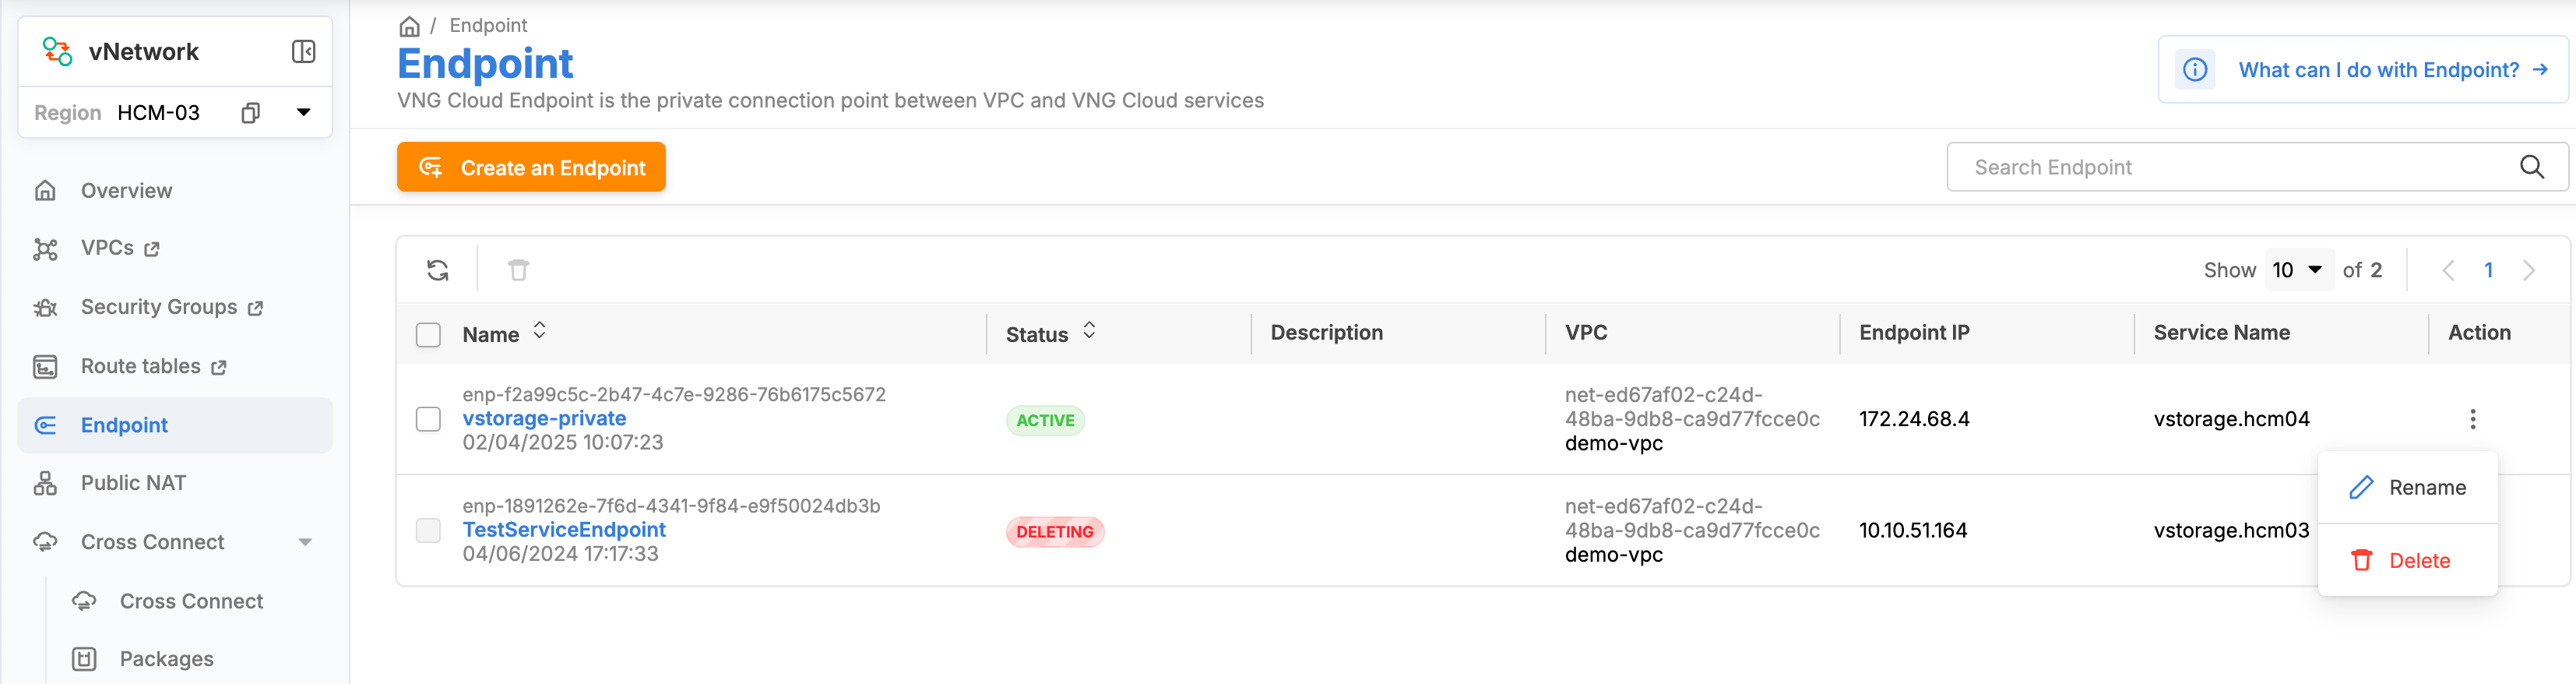 vNetwork
Region HCM-03
Overview
VPCs
Security Groups
Route tables
Endpoint
Public NAT
Cross Connect
Cross Connect
Packages
/ Endpoint
Endpoint
VNG Cloud Endpoint is the private connection point between VPC and VNG Cloud services
What can I do with Endpoint? →
Create an Endpoint
Search Endpoint
Show 10 of 2 1
Name Status Description VPC Endpoint IP Service Name Action
enp-f2a99c5c-2b47-4c7e-9286-76b6175c5672
vstorage-private
02/04/2025 10:07:23
ACTIVE
net-ed67af02-c24d-
48ba-9db8-ca9d77fcce0c
demo-vpc
172.24.68.4
vstorage.hcm04
enp-1891262e-7f6d-4341-9f84-e9f50024db3b
TestServiceEndpoint
04/06/2024 17:17:33
DELETING
net-ed67af02-c24d-
48ba-9db8-ca9d77fcce0c
demo-vpc
10.10.51.164
vstorage.hcm03
Rename
Delete